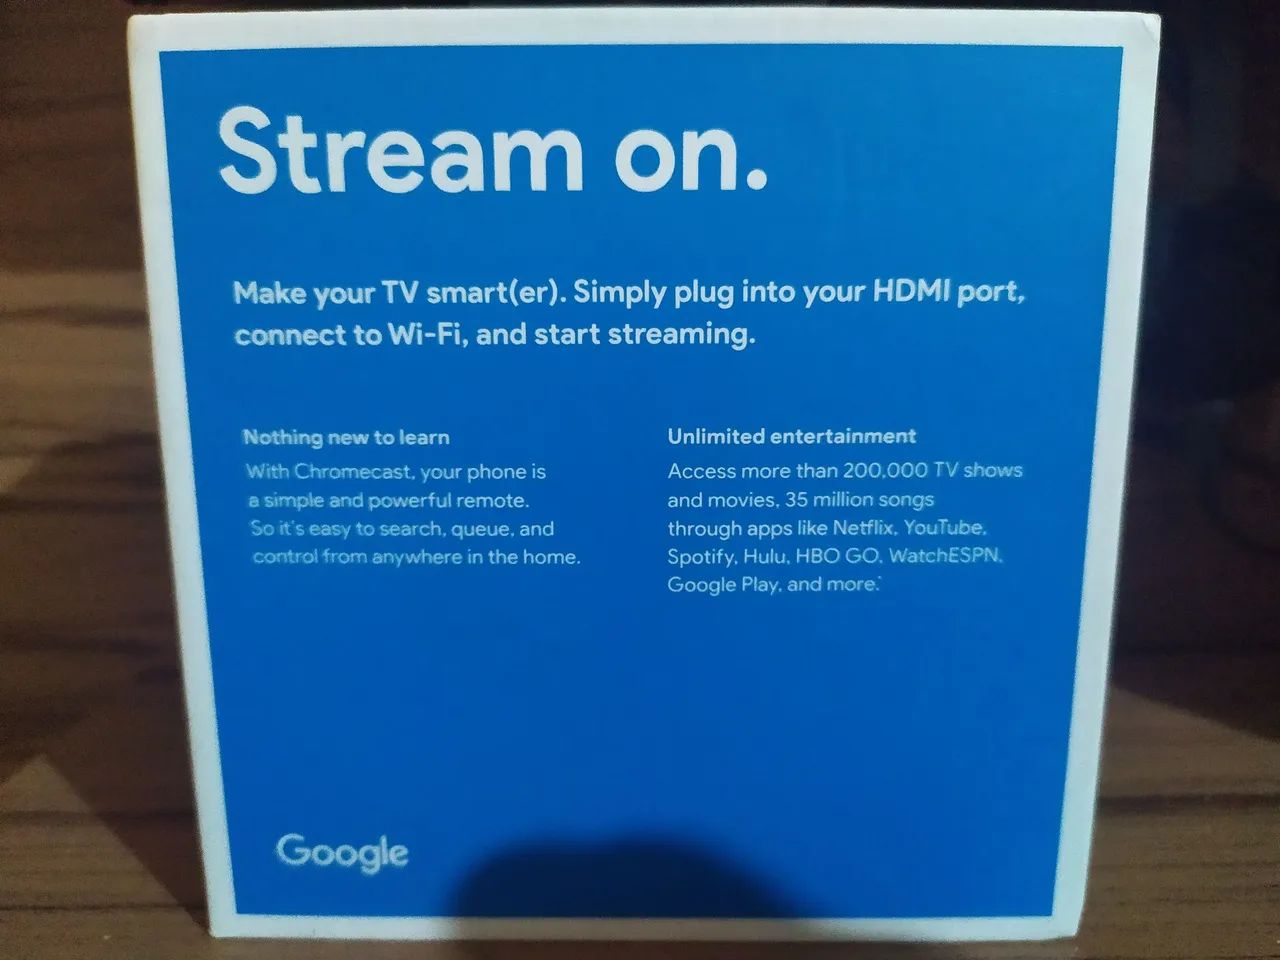 Stream on.
Make your TV smart(er). Simply plug into your HDMI port,
connect to Wi-Fi, and start streaming.
Nothing new to learn
With Chromecast, your phone is
a simple and powerful remote.
So it's easy to search, queue, and
control from anywhere in the home.
Unlimited entertainment
Access more than 200,000 TV shows
and movies, 35 million songs
through apps like Netflix, YouTube,
Spotify, Hulu, HBO GO, WatchESPN,
Google Play, and more.*
Google